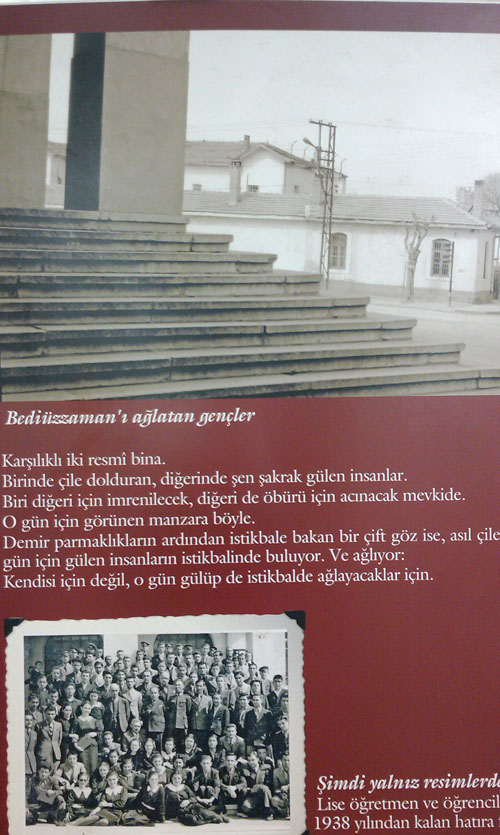 Bediüzzaman'ı ağlatan gençler
Karşılıklı iki resmî bina.
Birinde çile dolduran, diğerinde şen şakrak gülen insanlar.
Biri diğeri için imrenilecek, diğeri de öbürü için acınacak mevkide.
O gün için görünen manzara böyle.
Demir parmaklıkların ardından istikbale bakan bir çift göz ise, asıl çile
gün için gülen insanların istikbalinde buluyor. Ve ağlıyor:
Kendisi için değil, o gün gülüp de istikbalde ağlayacaklar için.
Şimdi yalnız resimlerd
Lise öğretmen ve öğrencil
1938 yılından kalan hatıra